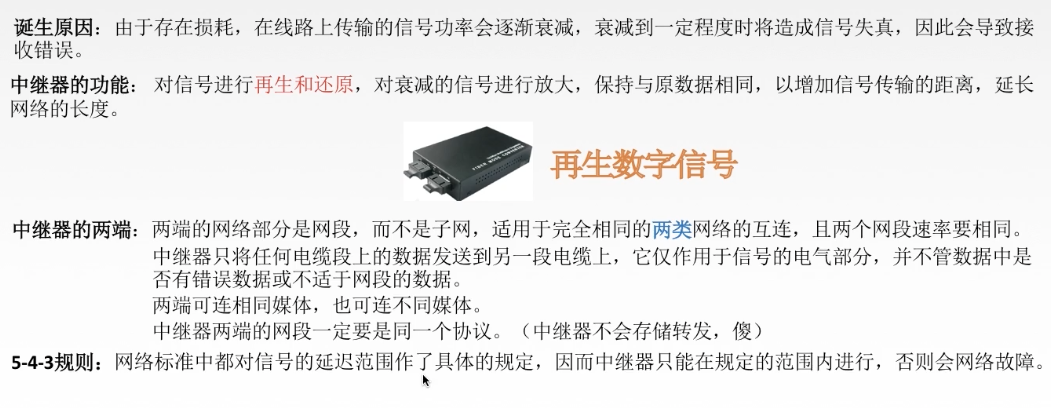 诞生原因：由于存在损耗，在线路上传输的信号功率会逐渐衰减，衰减到一定程度时将造成信号失真，因此会导致接
收错误。
中继器的功能： 对信号进行再生和还原，对衰减的信号进行放大，保持与原数据相同，以增加信号传输的距离，延长
网络的长度。
再生数字信号
中继器的两端：两端的网络部分是网段，而不是子网，适用于完全相同的两类网络的互连，且两个网段速率要相同。
中继器只将任何电缆段上的数据发送到另一段电缆上，它仅作用于信号的电气部分，并不管数据中是
否有错误数据或不适于网段的数据。
两端可连相同媒体，也可连不同媒体。
中继器两端的网段一定要是同一个协议。（中继器不会存储转发，傻）
5-4-3规则：网络标准中都对信号的延迟范围作了具体的规定，因而中继器只能在规定的范围内进行，否则会网络故障。